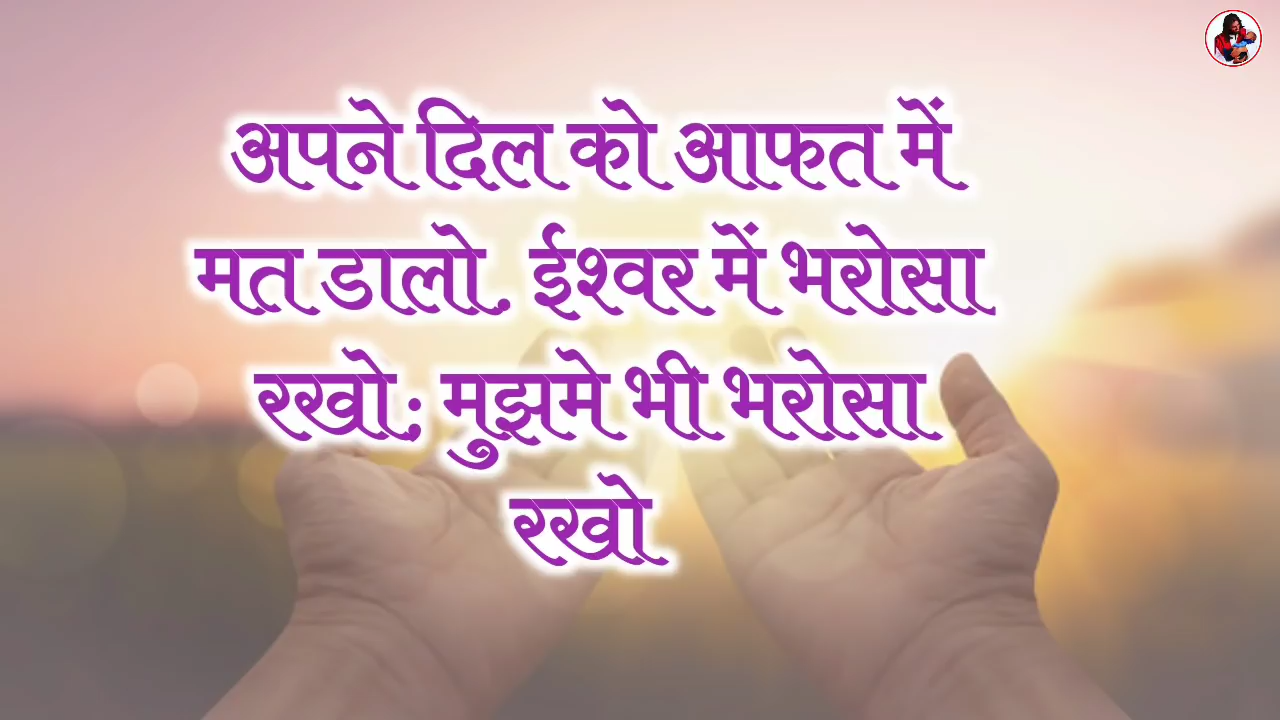 अपने दिल को आफत में
मत डालो. ईश्वर में भरोसा
रखो; मुझमे भी भरोसा
रखो